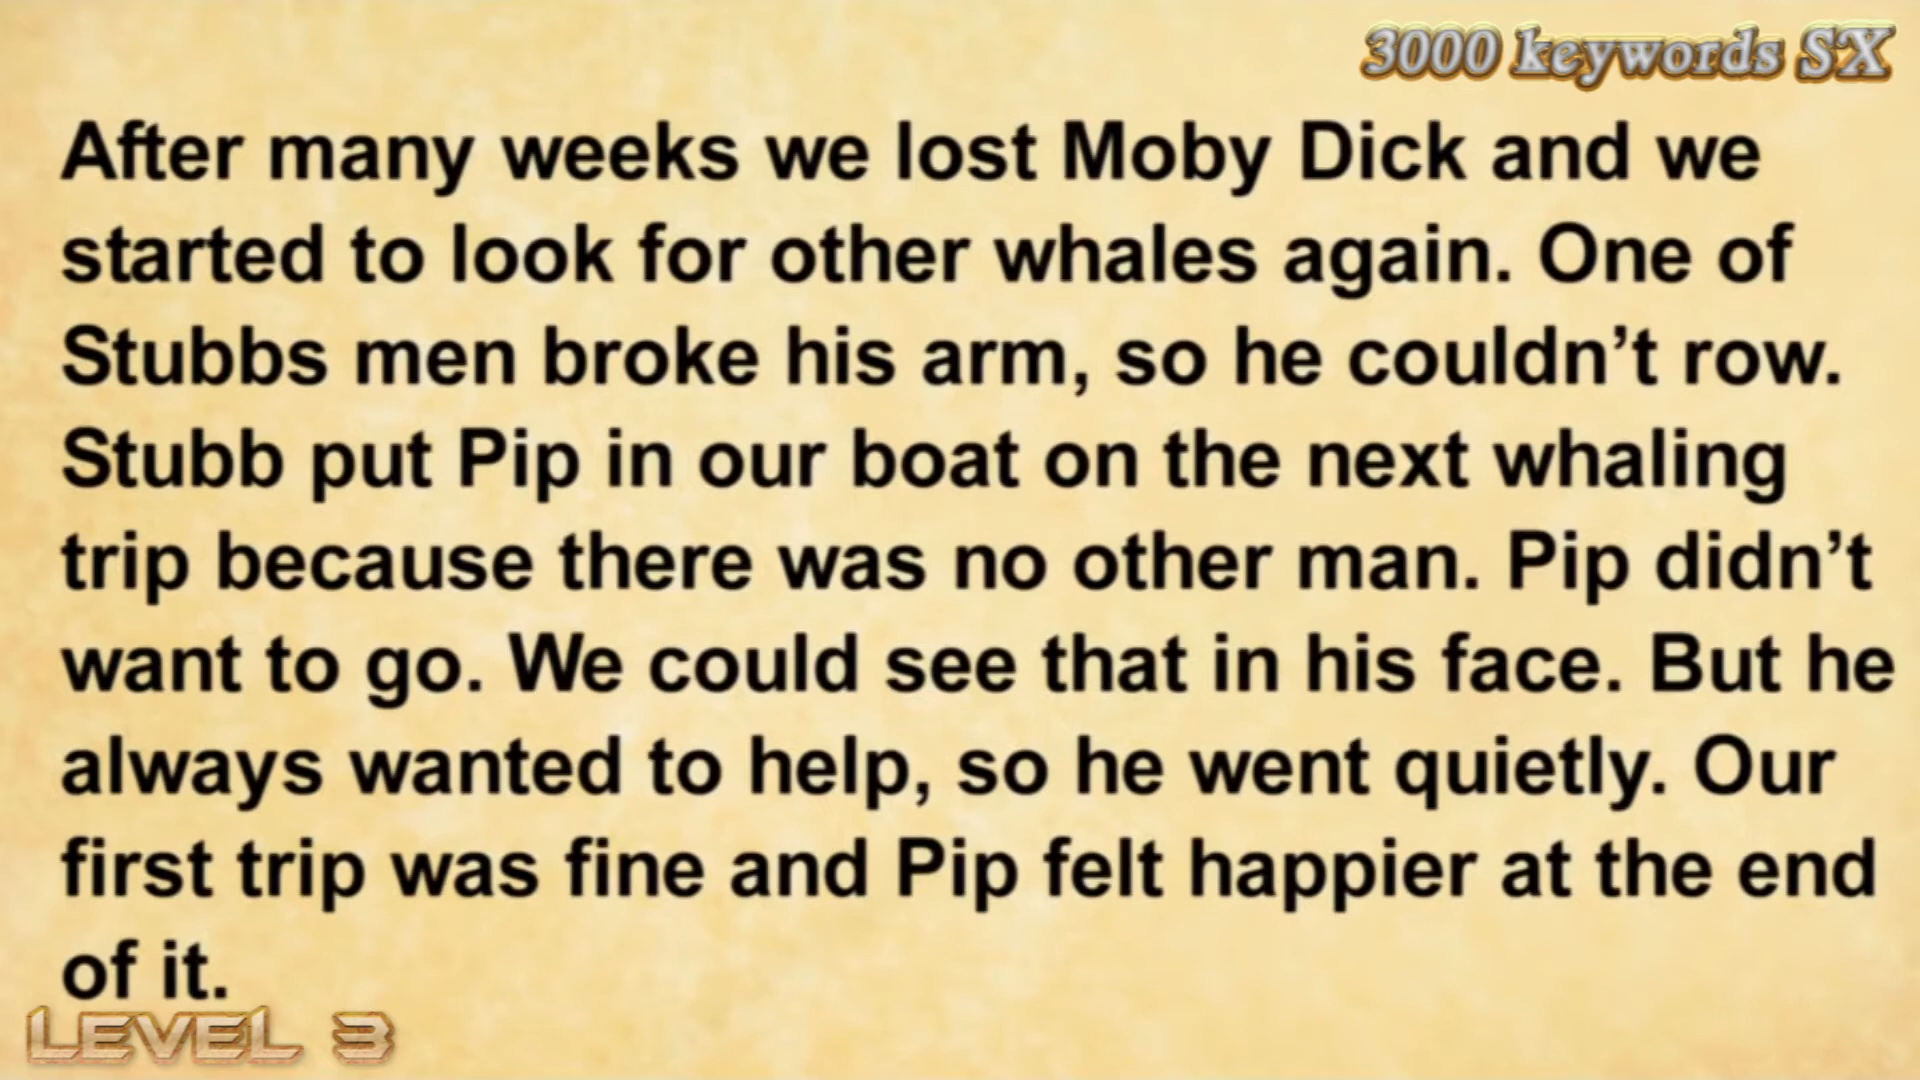 3000 keywords SX
After many weeks we lost Moby Dick and we
started to look for other whales again. One of
Stubbs men broke his arm, so he couldn’t row.
Stubb put Pip in our boat on the next whaling
trip because there was no other man. Pip didn’t
want to go. We could see that in his face. But he
always wanted to help, so he went quietly. Our
first trip was fine and Pip felt happier at the end
of it.
LEVEL 3